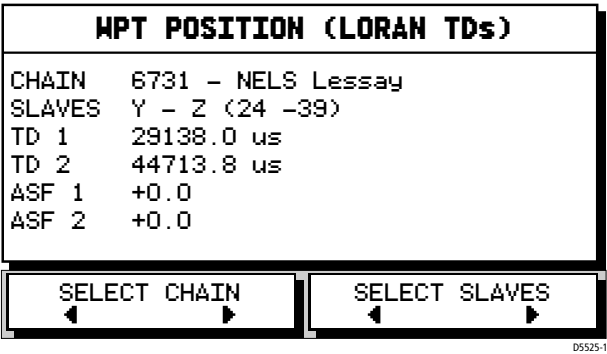 WPT POSITION (LORAN TDs)
CHAIN 6731 – NELS Lessay
SLAVES Y – Z (24 –39)
TD 1 29138.0 us
TD 2 44713.8 us
ASF 1 +0.0
ASF 2 +0.0
SELECT CHAIN
SELECT SLAVES
D5525-1